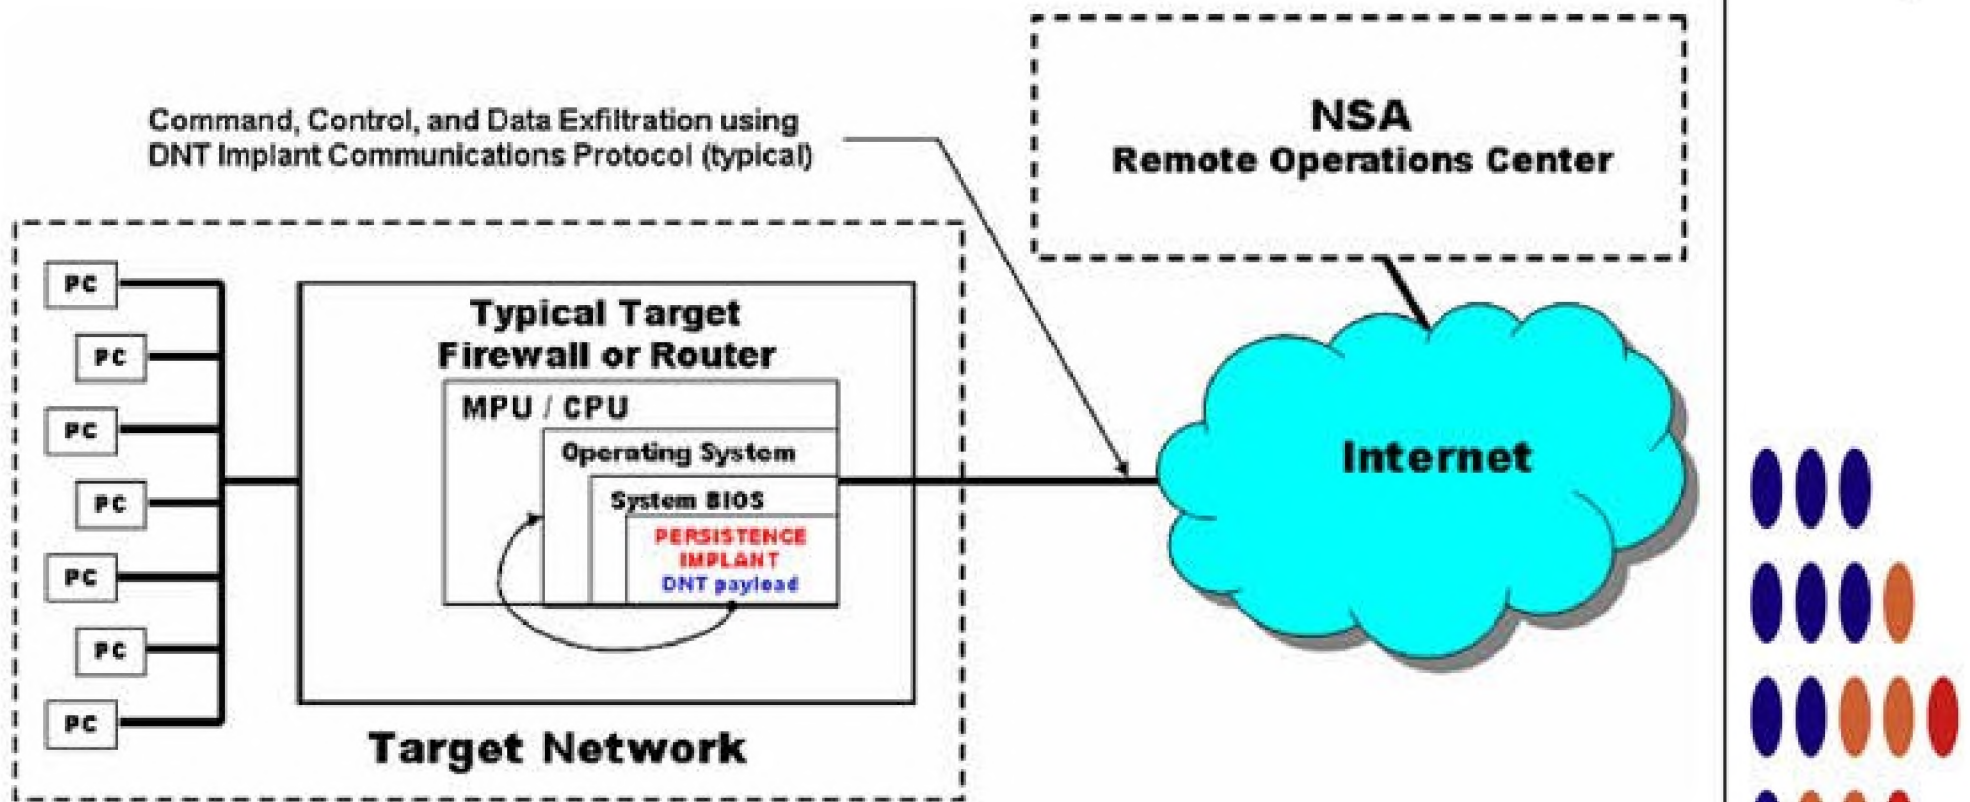 Command, Control, and Data Exfiltration using
DNT Implant Communications Protocol (typical)
NSA
Remote Operations Center
PC
PC
PC
PC
PC
PC
PC
Typical Target
Firewall or Router
MPU / CPU
Operating System
System BIOS
PERSISTENCE
IMPLANT
DNT payload
Internet
Target Network